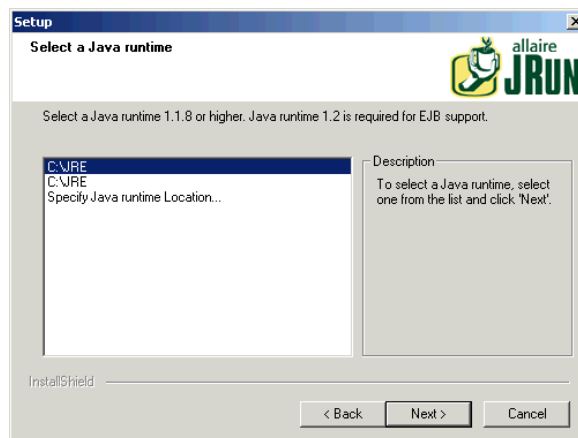 Setup
Select a Java runtime
allaire
JRUN
Select a Java runtime 1.1.8 or higher. Java runtime 1.2 is required for EJB support.
C:\JRE
C:\JRE
Specify Java runtime Location...
Description
To select a Java runtime, select
one from the list and click 'Next'.
InstallShield
< Back
Next >
Cancel